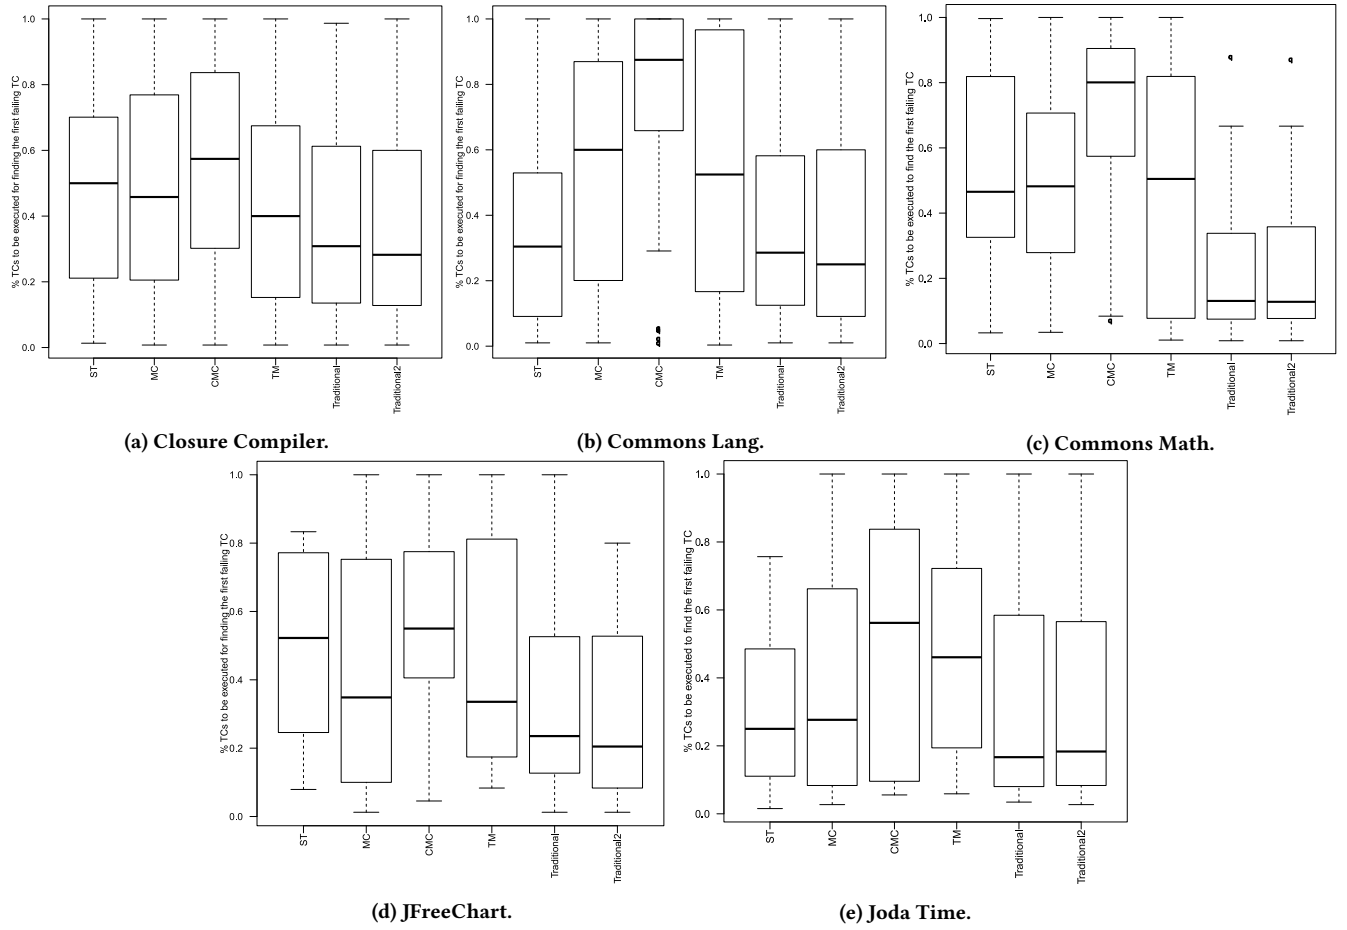 % TCs to be executed for finding the first failing TC
1.0
0.8
0.6
0.4
0.2
0.0
ST
MC
CMC
TM
Traditional
Traditional2
(a) Closure Compiler.
% TCs to be executed for finding the first failing TC
1.0
0.8
0.6
0.4
0.2
0.0
ST
MC
CMC
TM
Traditional
Traditional2
(b) Commons Lang.
% TCs to be executed to find the first failing TC
1.0
0.8
0.6
0.4
0.2
0.0
ST
MC
CMC
TM
Traditional
Traditional2
(c) Commons Math.
% TCs to be executed for finding the first failing TC
1.0
0.8
0.6
0.4
0.2
0.0
ST
MC
CMC
TM
Traditional
Traditional2
(d) JFreeChart.
% TCs to be executed to find the first failing TC
1.0
0.8
0.6
0.4
0.2
0.0
ST
MC
CMC
TM
Traditional
Traditional2
(e) Joda Time.